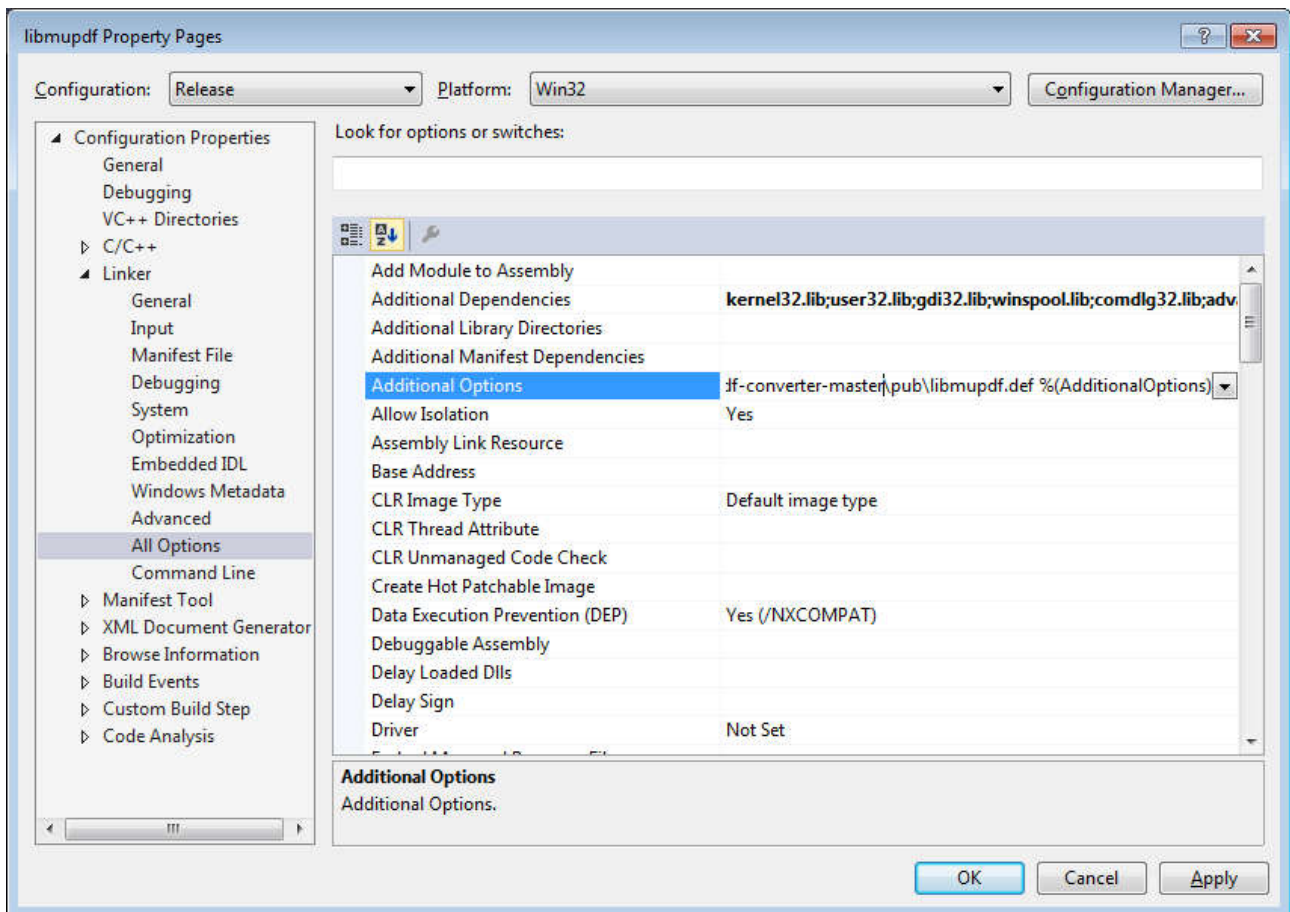 libmupdf Property Pages
Configuration: Release Platform: Win32 Configuration Manager...
Configuration Properties
General
Debugging
VC++ Directories
C/C++
Linker
General
Input
Manifest File
Debugging
System
Optimization
Embedded IDL
Windows Metadata
Advanced
All Options
Command Line
Manifest Tool
XML Document Generator
Browse Information
Build Events
Custom Build Step
Code Analysis
Look for options or switches:
Add Module to Assembly
Additional Dependencies kernel32.lib;user32.lib;gdi32.lib;winspool.lib;comdlg32.lib;adv
Additional Library Directories
Additional Manifest Dependencies
Additional Options df-converter-master\pub\libmupdf.def %(AdditionalOptions)
Allow Isolation Yes
Assembly Link Resource
Base Address
CLR Image Type Default image type
CLR Thread Attribute
CLR Unmanaged Code Check
Create Hot Patchable Image
Data Execution Prevention (DEP) Yes (/NXCOMPAT)
Debuggable Assembly
Delay Loaded Dlls
Delay Sign
Driver Not Set
Additional Options
Additional Options.
OK Cancel Apply